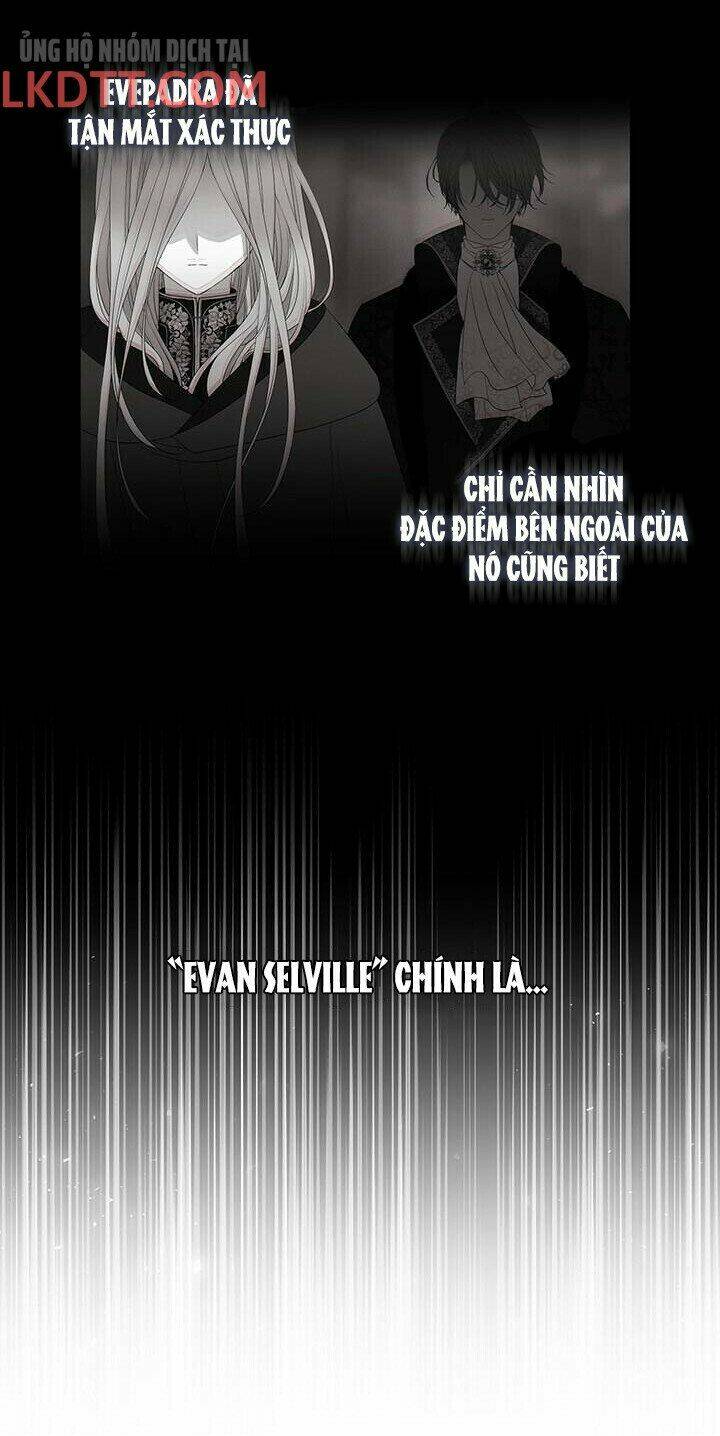 ỦNG HỘ NHÓM DỊCH TẠI
LKDTT.COM
EVEPADRA ĐÃ
TẬN MẮT XÁC THỰC
CHỈ CẦN NHÌN
ĐẶC ĐIỂM BÊN NGOÀI CỦA
NÓ CŨNG BIẾT
“EVAN SELVILLE” CHÍNH LÀ...